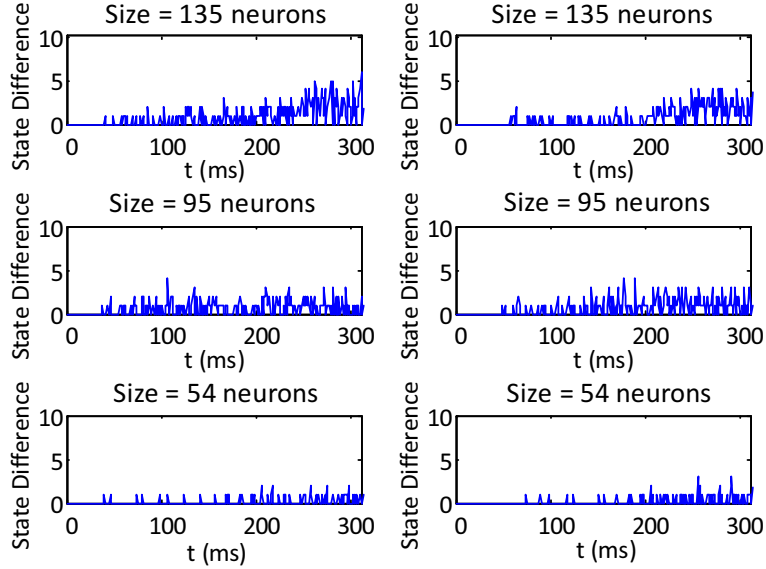 Size = 135 neurons
State Difference
10
5
0
0 100 200 300
t (ms)
Size = 135 neurons
State Difference
10
5
0
0 100 200 300
t (ms)
Size = 95 neurons
State Difference
10
5
0
0 100 200 300
t (ms)
Size = 95 neurons
State Difference
10
5
0
0 100 200 300
t (ms)
Size = 54 neurons
State Difference
10
5
0
0 100 200 300
t (ms)
Size = 54 neurons
State Difference
10
5
0
0 100 200 300
t (ms)